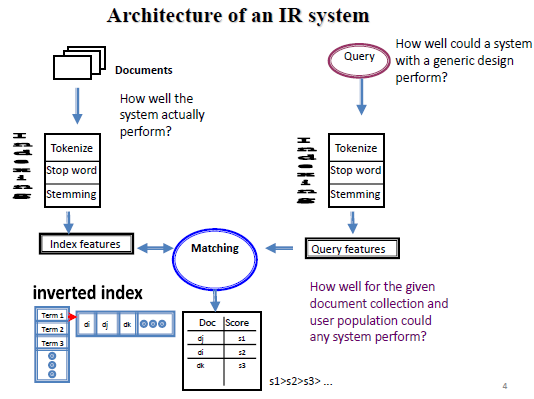 Architecture of an IR system
Documents
How well the
system actually
perform?
Query
How well could a system
with a generic design
perform?
Indexing
Tokenize
Stop word
Stemming
Indexing
Tokenize
Stop word
Stemming
Index features
Matching
Query features
inverted index
Term 1
Term 2
Term 3
di dj dk
Doc Score
dj s1
di s2
dk s3
s1>s2>s3> ...
How well for the given
document collection and
user population could
any system perform?
4